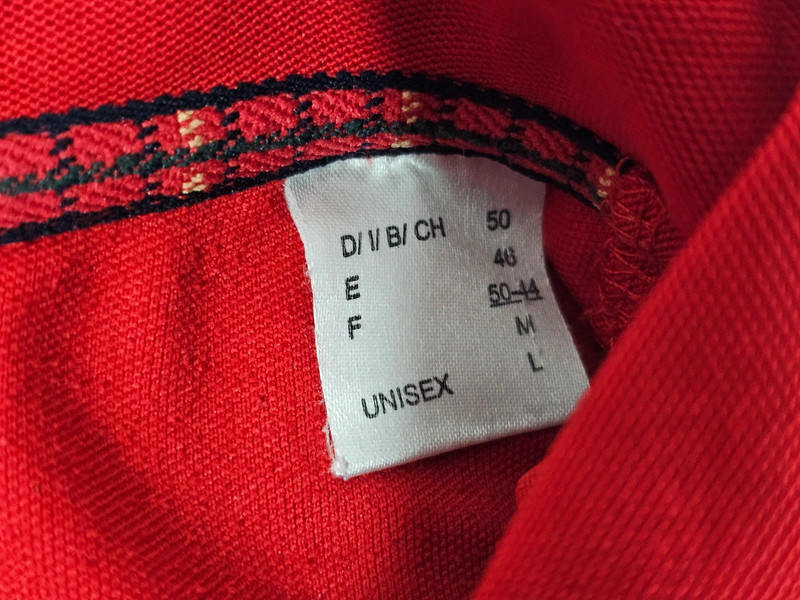 D/ I/ B/ CH 50
E 46
F 50-44
M
UNISEX L